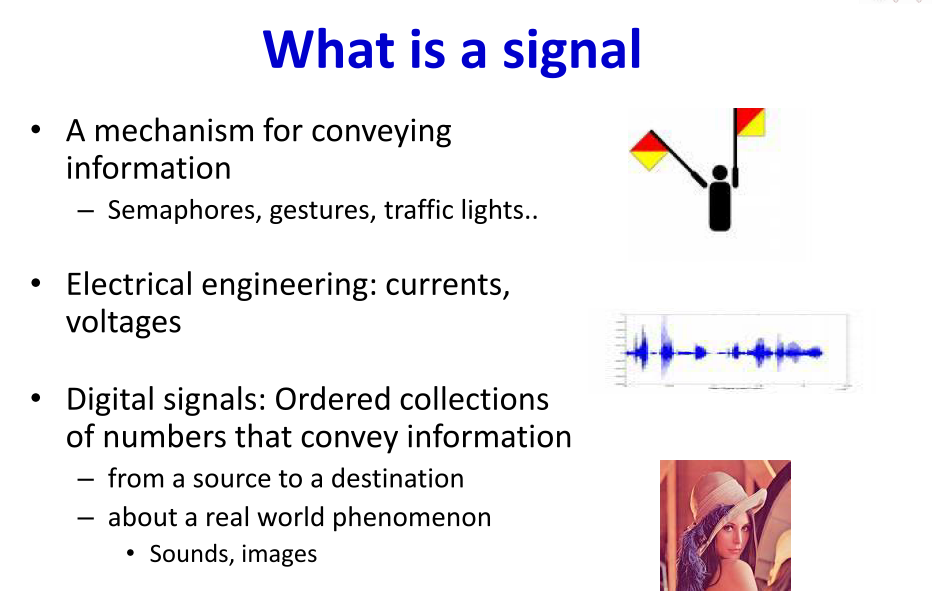 What is a signal
• A mechanism for conveying
information
– Semaphores, gestures, traffic lights..
• Electrical engineering: currents,
voltages
• Digital signals: Ordered collections
of numbers that convey information
– from a source to a destination
– about a real world phenomenon
• Sounds, images